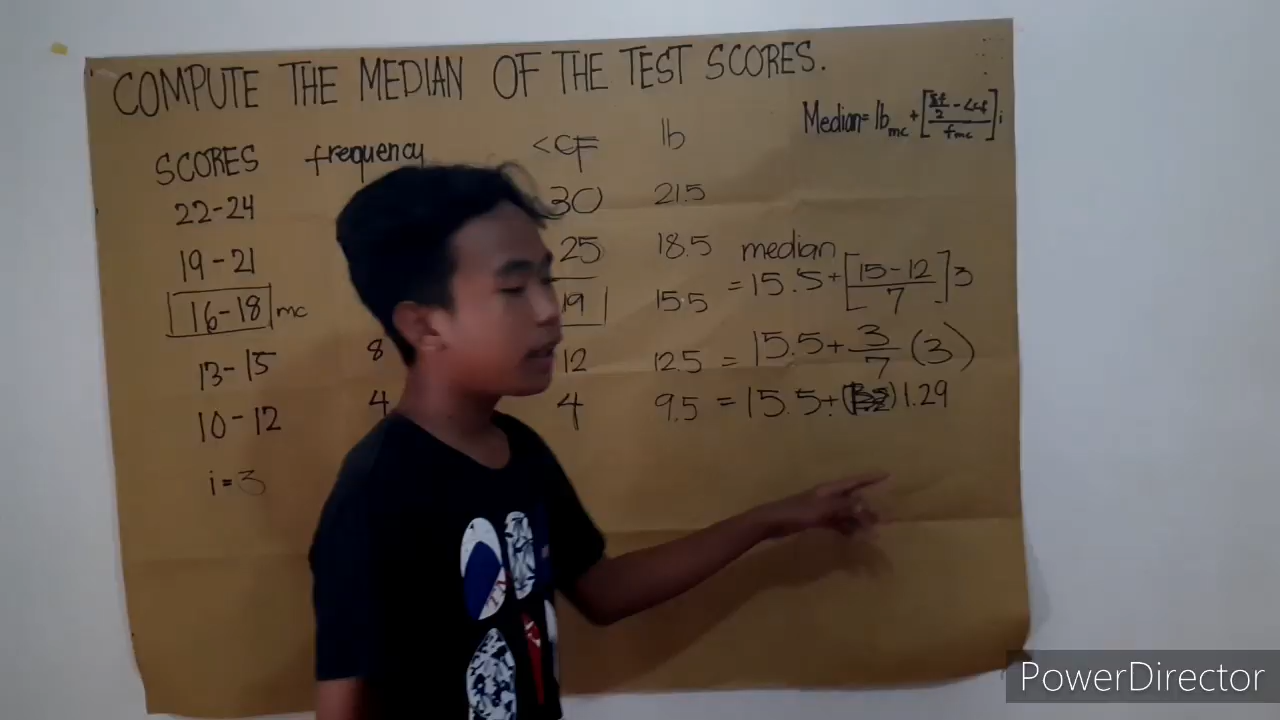 COMPUTE THE MEDIAN OF THE TEST SCORES.
Median = lb mc + [Σf/2 - <cf / fmc] i
SCORES frequency <CF lb
22-24 30 21.5
19-21 25 18.5
16-18 mc 19 15.5
13-15 8 12 12.5
10-12 4 4 9.5
i = 3
median
= 15.5 + [15-12 / 7] 3
= 15.5 + 3/7 (3)
= 15.5 + 1.29
PowerDirector